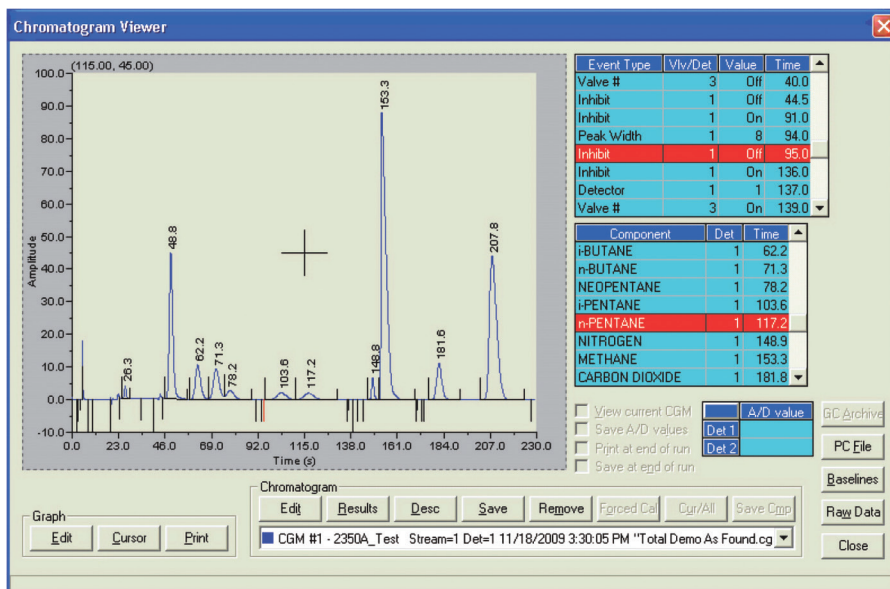 Chromatogram Viewer
(115.00, 45.00)
100.0
90.0
80.0
70.0
60.0
50.0
40.0
30.0
20.0
10.0
0.0
-10.0
Amplitude
26.3
48.8
62.2
71.3
78.2
103.6
117.2
148.8
153.3
181.6
207.8
0.0 23.0 46.0 69.0 92.0 115.0 138.0 161.0 184.0 207.0 230.0
Time (s)
Event Type Vlv/Det Value Time
Valve # 3 Off 40.0
Inhibit 1 Off 44.5
Inhibit 1 On 91.0
Peak Width 1 8 94.0
Inhibit 1 Off 95.0
Inhibit 1 On 136.0
Detector 1 1 137.0
Valve # 3 On 139.0
Component Det Time
i-BUTANE 1 62.2
n-BUTANE 1 71.3
NEOPENTANE 1 78.2
i-PENTANE 1 103.6
n-PENTANE 1 117.2
NITROGEN 1 148.9
METHANE 1 153.3
CARBON DIOXIDE 1 181.8
View current CGM
Save A/D values
Print at end of run
Save at end of run
A/D value
Det 1
Det 2
GC Archive
PC File
Baselines
Raw Data
Close
Graph
Edit Cursor Print
Chromatogram
Edit Results Desc Save Remove Forced Cal Cyr/All Save Cmp
CGM #1 - 2350A_Test Stream=1 Det=1 11/18/2009 3:30:05 PM "Total Demo As Found.cg